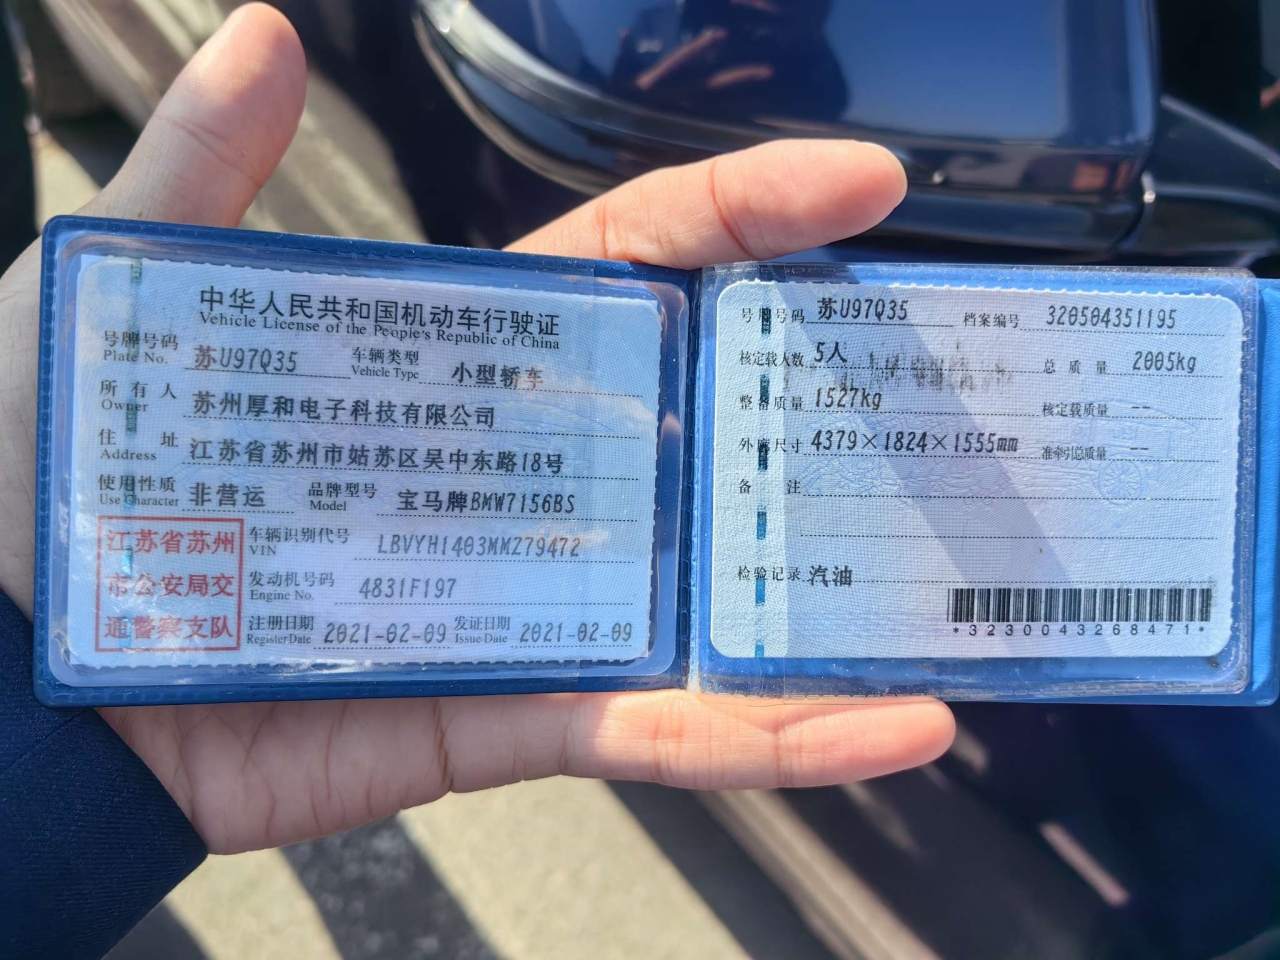 中华人民共和国机动车行驶证
Vehicle License of the People's Republic of China
号牌号码 苏U97Q35 车辆类型 小型轿车
Plate No. Vehicle Type
所有人 苏州厚和电子科技有限公司
Owner
住址 江苏省苏州市姑苏区吴中东路18号
Address
使用性质 非营运 品牌型号 宝马牌BMW7156BS
Use Character Model
江苏省苏州
市公安局交
通警察支队
车辆识别代号 LBVYH1403MMZ79472
VIN
发动机号码 4831F197
Engine No.
注册日期 2021-02-09 发证日期 2021-02-09
Register Date Issue Date
号牌号码 苏U97Q35 档案编号 320504351195
核定载人数 5人 总质量 2005kg
整备质量 1527kg 核定载质量 --
外廓尺寸 4379×1824×1555mm 准牵引总质量 --
备注
检验记录 汽油
*3230043268471*